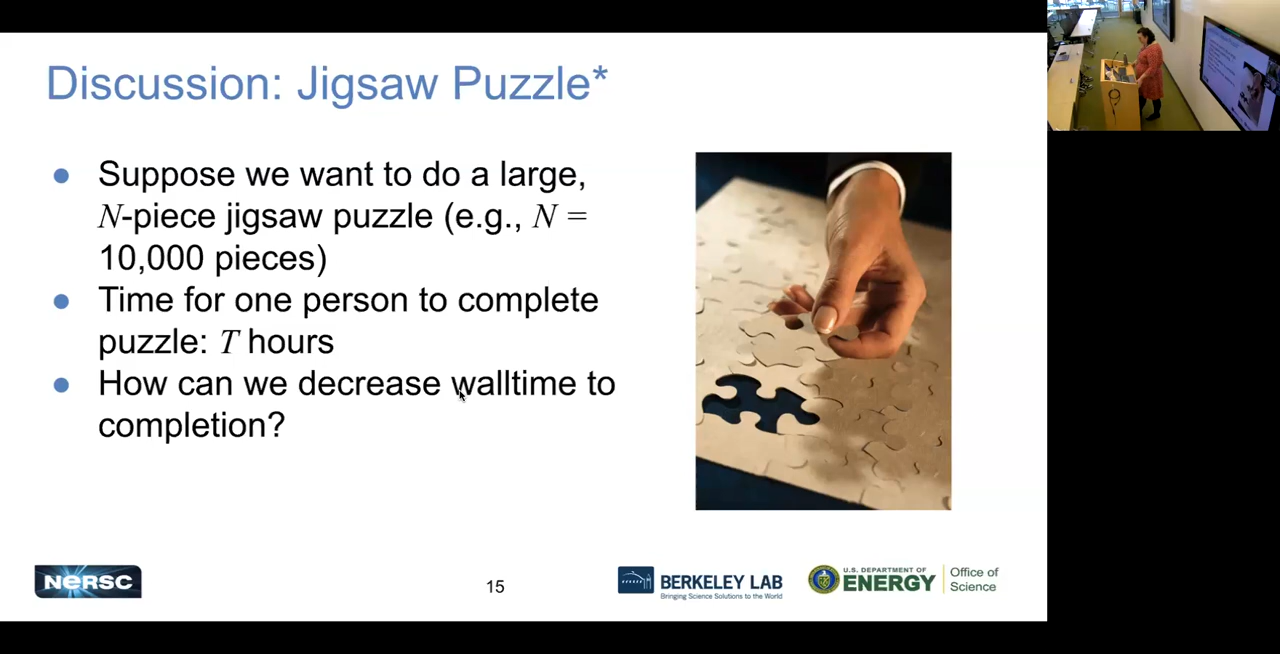 Discussion: Jigsaw Puzzle*
● Suppose we want to do a large,
N-piece jigsaw puzzle (e.g., N =
10,000 pieces)
● Time for one person to complete
puzzle: T hours
● How can we decrease walltime to
completion?
NERSC
15
BERKELEY LAB
Bringing Science Solutions to the World
U.S. DEPARTMENT OF
ENERGY
Office of
Science